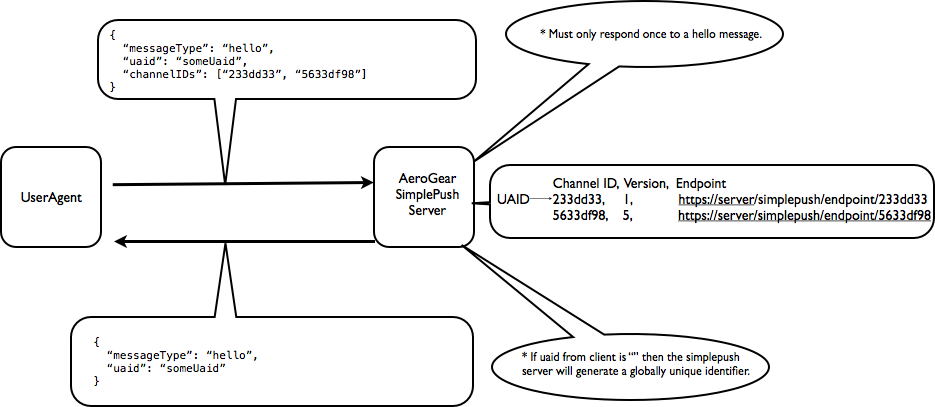 {
“messageType”: “hello”,
“uaid”: “someUaid”,
“channelIDs”: [“233dd33”, “5633df98”]
}
* Must only respond once to a hello message.
UserAgent
AeroGear
SimplePush
Server
Channel ID, Version, Endpoint
UAID 233dd33, 1, https://server/simplepush/endpoint/233dd33
5633df98, 5, https://server/simplepush/endpoint/5633df98
{
“messageType”: “hello”,
“uaid”: “someUaid”
}
* If uaid from client is “” then the simplepush
server will generate a globally unique identifier.